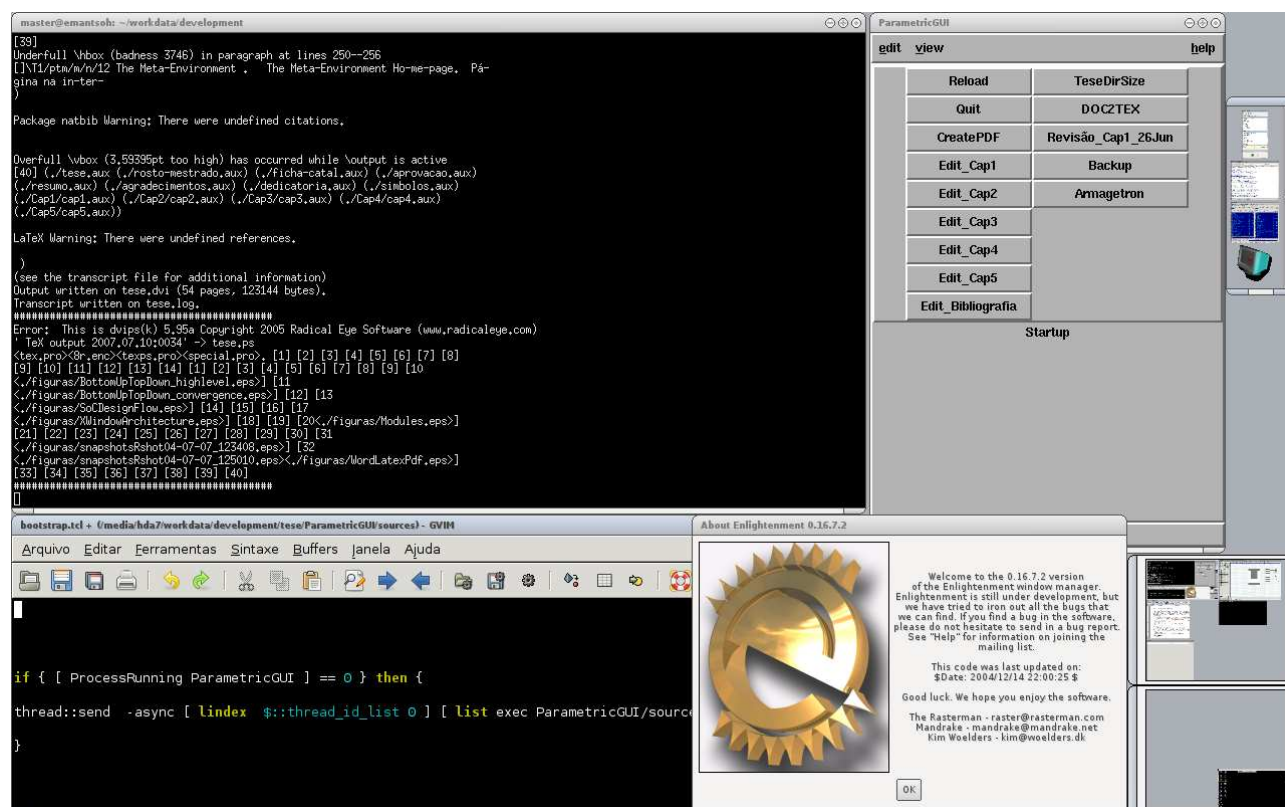 master@emantsoh: ~/workdata/development
[39]
Underfull \hbox (badness 3746) in paragraph at lines 250--256
[]\T1/ptm/m/n/12 The Meta-Environment .   The Meta-Environment Ho-me-page.  Pá-
gina na in-ter-
)
Package natbib Warning: There were undefined citations.
Overfull \vbox (3.59395pt too high) has occurred while \output is active
[40] (./tese.aux (./rosto-mestrado.aux) (./ficha-catal.aux) (./aprovacao.aux)
(./resumo.aux) (./agradecimentos.aux) (./dedicatoria.aux) (./simbolos.aux)
(./Cap1/cap1.aux) (./Cap2/cap2.aux) (./Cap3/cap3.aux) (./Cap4/cap4.aux)
(./Cap5/cap5.aux))
LaTeX Warning: There were undefined references.
)
(see the transcript file for additional information)
Output written on tese.dvi (54 pages, 123144 bytes).
Transcript written on tese.log.
############################################
Error:  This is dvips(k) 5.95a Copyright 2005 Radical Eye Software (www.radicaleye.com)
' TeX output 2007.07.10:0034' -> tese.ps
<tex.pro><8r.enc><texps.pro><special.pro>. [1] [2] [3] [4] [5] [6] [7] [8]
[9] [10] [11] [12] [13] [14] [1] [2] [3] [4] [5] [6] [7] [8] [9] [10
<./figuras/BottomUpTopDown_highlevel.eps>] [11
<./figuras/BottomUpTopDown_convergence.eps>] [12] [13
<./figuras/SoCDesignFlow.eps>] [14] [15] [16] [17
<./figuras/XWindowArchitecture.eps>] [18] [19] [20<./figuras/Modules.eps>]
[21] [22] [23] [24] [25] [26] [27] [28] [29] [30] [31
<./figuras/snapshotsRshot04-07-07_123408.eps>] [32
<./figuras/snapshotsRshot04-07-07_125010.eps><./figuras/WordLatexPdf.eps>]
[33] [34] [35] [36] [37] [38] [39] [40]
############################################
ParametricGUI
edit view help
Reload TeseDirSize
Quit DOC2TEX
CreatePDF Revisão_Cap1_26Jun
Edit_Cap1 Backup
Edit_Cap2 Armagetron
Edit_Cap3
Edit_Cap4
Edit_Cap5
Edit_Bibliografia
Startup
bootstrap.tcl + (/media/hda7/workdata/development/tese/ParametricGUI/sources) - GVIM
Arquivo Editar Ferramentas Sintaxe Buffers Janela Ajuda
if { [ ProcessRunning ParametricGUI ] == 0 } then {
thread::send  -async [ lindex  $::thread_id_list 0 ] [ list exec ParametricGUI/source
}
About Enlightenment 0.16.7.2
Welcome to the 0.16.7.2 version
of the Enlightenment window manager.
Enlightenment is still under development, but
we have tried to iron out all the bugs that
we can find. If you find a bug in the software,
please do not hesitate to send in a bug report.
See "Help" for information on joining the
mailing list.
This code was last updated on:
$Date: 2004/12/14 22:00:25 $
Good luck. We hope you enjoy the software.
The Rasterman - raster@rasterman.com
Mandrake - mandrake@mandrake.net
Kim Woelders - kim@woelders.dk
OK